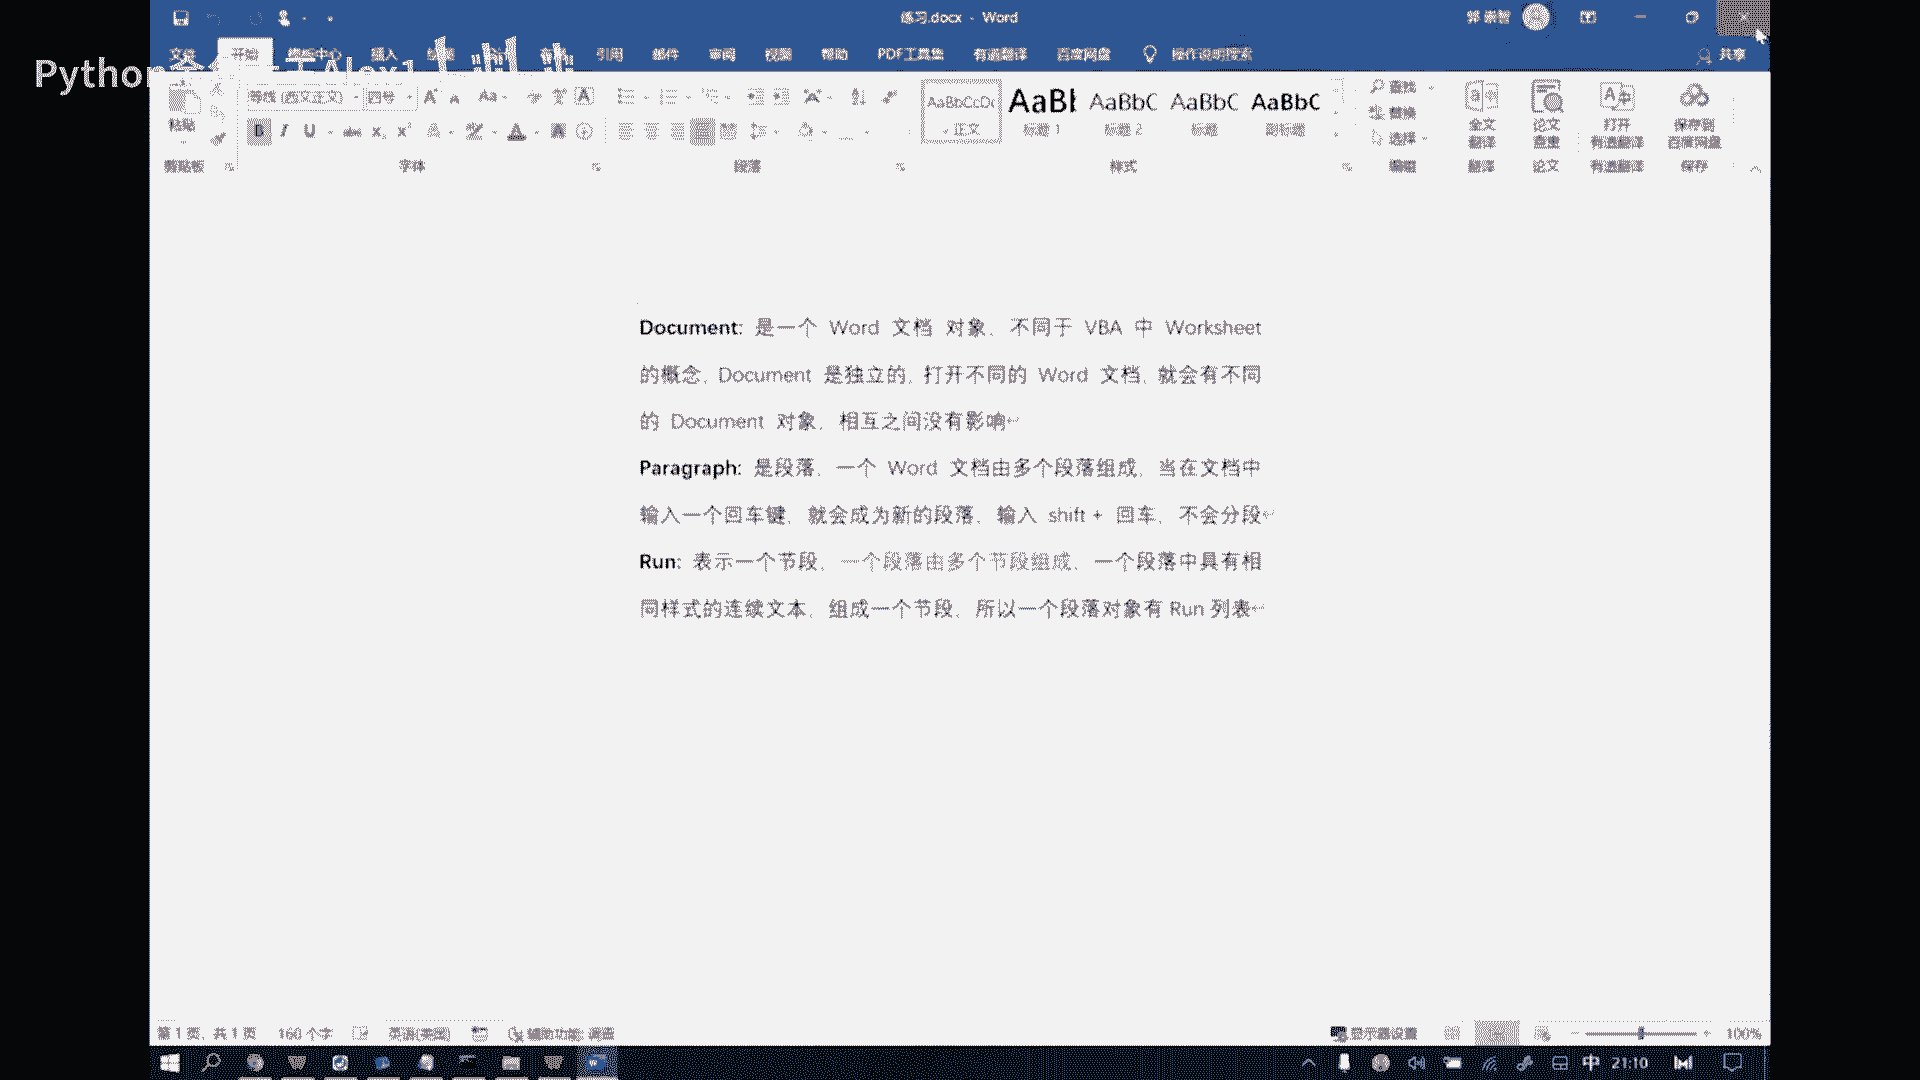 练习.docx - Word
文件 开始 插入 引用 邮件 审阅 视图 帮助 PDF工具集 有道翻译 百度网盘 操作说明搜索 共享
Python
等线 (西文正文) 四号
AaBbCcDc AaBl AaBbC AaBbC AaBbC
粘贴 正文 标题 1 标题 2 标题 副标题
查找
替换
选择
全文 论文 打开 保存到
翻译 查重 有道翻译 百度网盘
剪贴板 字体 段落 样式 编辑 翻译 论文 有道翻译 保存
Document: 是一个 Word 文档 对象, 不同于 VBA 中 Worksheet
的概念, Document 是独立的, 打开不同的 Word 文档, 就会有不同
的 Document 对象, 相互之间没有影响
Paragraph: 是段落, 一个 Word 文档由多个段落组成, 当在文档中
输入一个回车键, 就会成为新的段落, 输入 shift + 回车, 不会分段
Run: 表示一个节段, 一个段落由多个节段组成, 一个段落中具有相
同样式的连续文本, 组成一个节段, 所以一个段落对象有 Run 列表
第 1 页, 共 1 页 160 个字 英语(美国) 辅助功能: 调查 显示器设置 100%
中 21:10